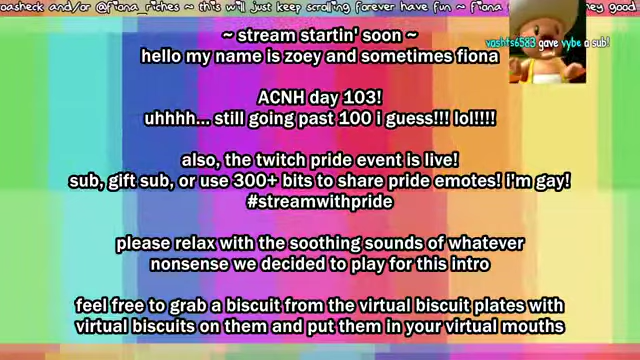 oasheck and/or @fiona_riches ~ this will just keep scrolling forever have fun ~ fiona
hey good
vashts6583 gave vybe a sub!
~ stream startin' soon ~
hello my name is zoey and sometimes fiona
ACNH day 103!
uhhhh... still going past 100 i guess!!! lol!!!!
also, the twitch pride event is live!
sub, gift sub, or use 300+ bits to share pride emotes! i'm gay!
#streamwithpride
please relax with the soothing sounds of whatever
nonsense we decided to play for this intro
feel free to grab a biscuit from the virtual biscuit plates with
virtual biscuits on them and put them in your virtual mouths